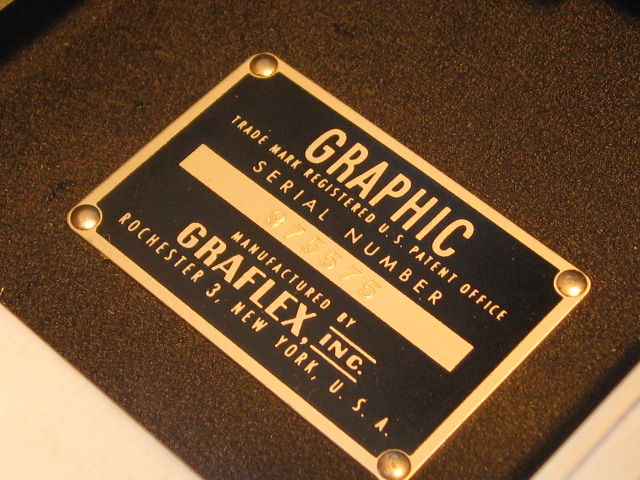 GRAPHIC
TRADE MARK REGISTERED U.S. PATENT OFFICE
SERIAL NUMBER
975575
MANUFACTURED BY
GRAFLEX, INC.
ROCHESTER 3, NEW YORK, U.S.A.